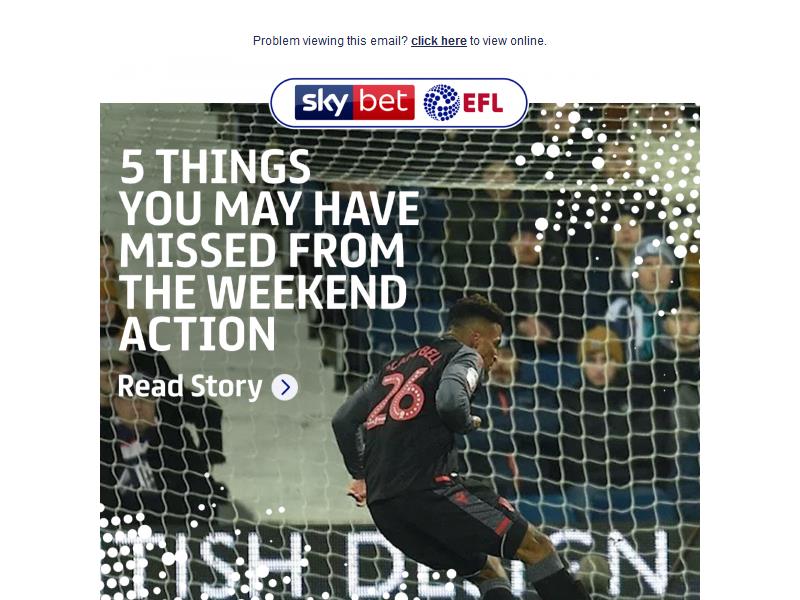 Problem viewing this email? click here to view online.
sky bet EFL
5 THINGS
YOU MAY HAVE
MISSED FROM
THE WEEKEND
ACTION
Read Story
CAMPBELL
26